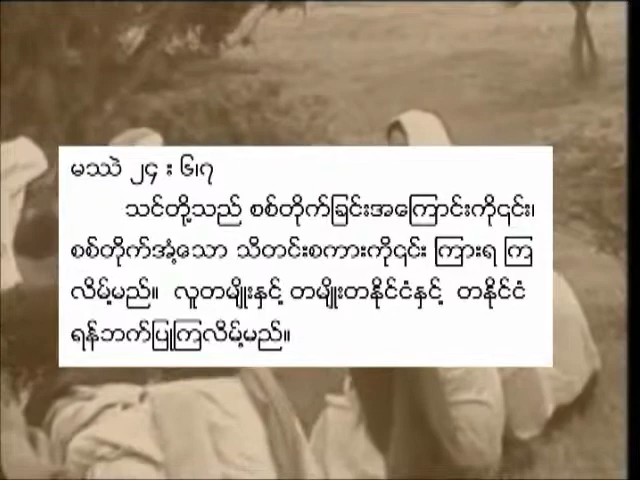 မဿဲ ၂၄ : ၆၊၇
သင်တို့သည် စစ်တိုက်ခြင်းအကြောင်းကို၎င်း၊
စစ်တိုက်အံ့သော သိတင်းစကားကို၎င်း ကြားရ ကြ
လိမ့်မည်။ လူတမျိုးနှင့် တမျိုးတနိုင်ငံနှင့် တနိုင်ငံ
ရန်ဘက်ပြုကြလိမ့်မည်။